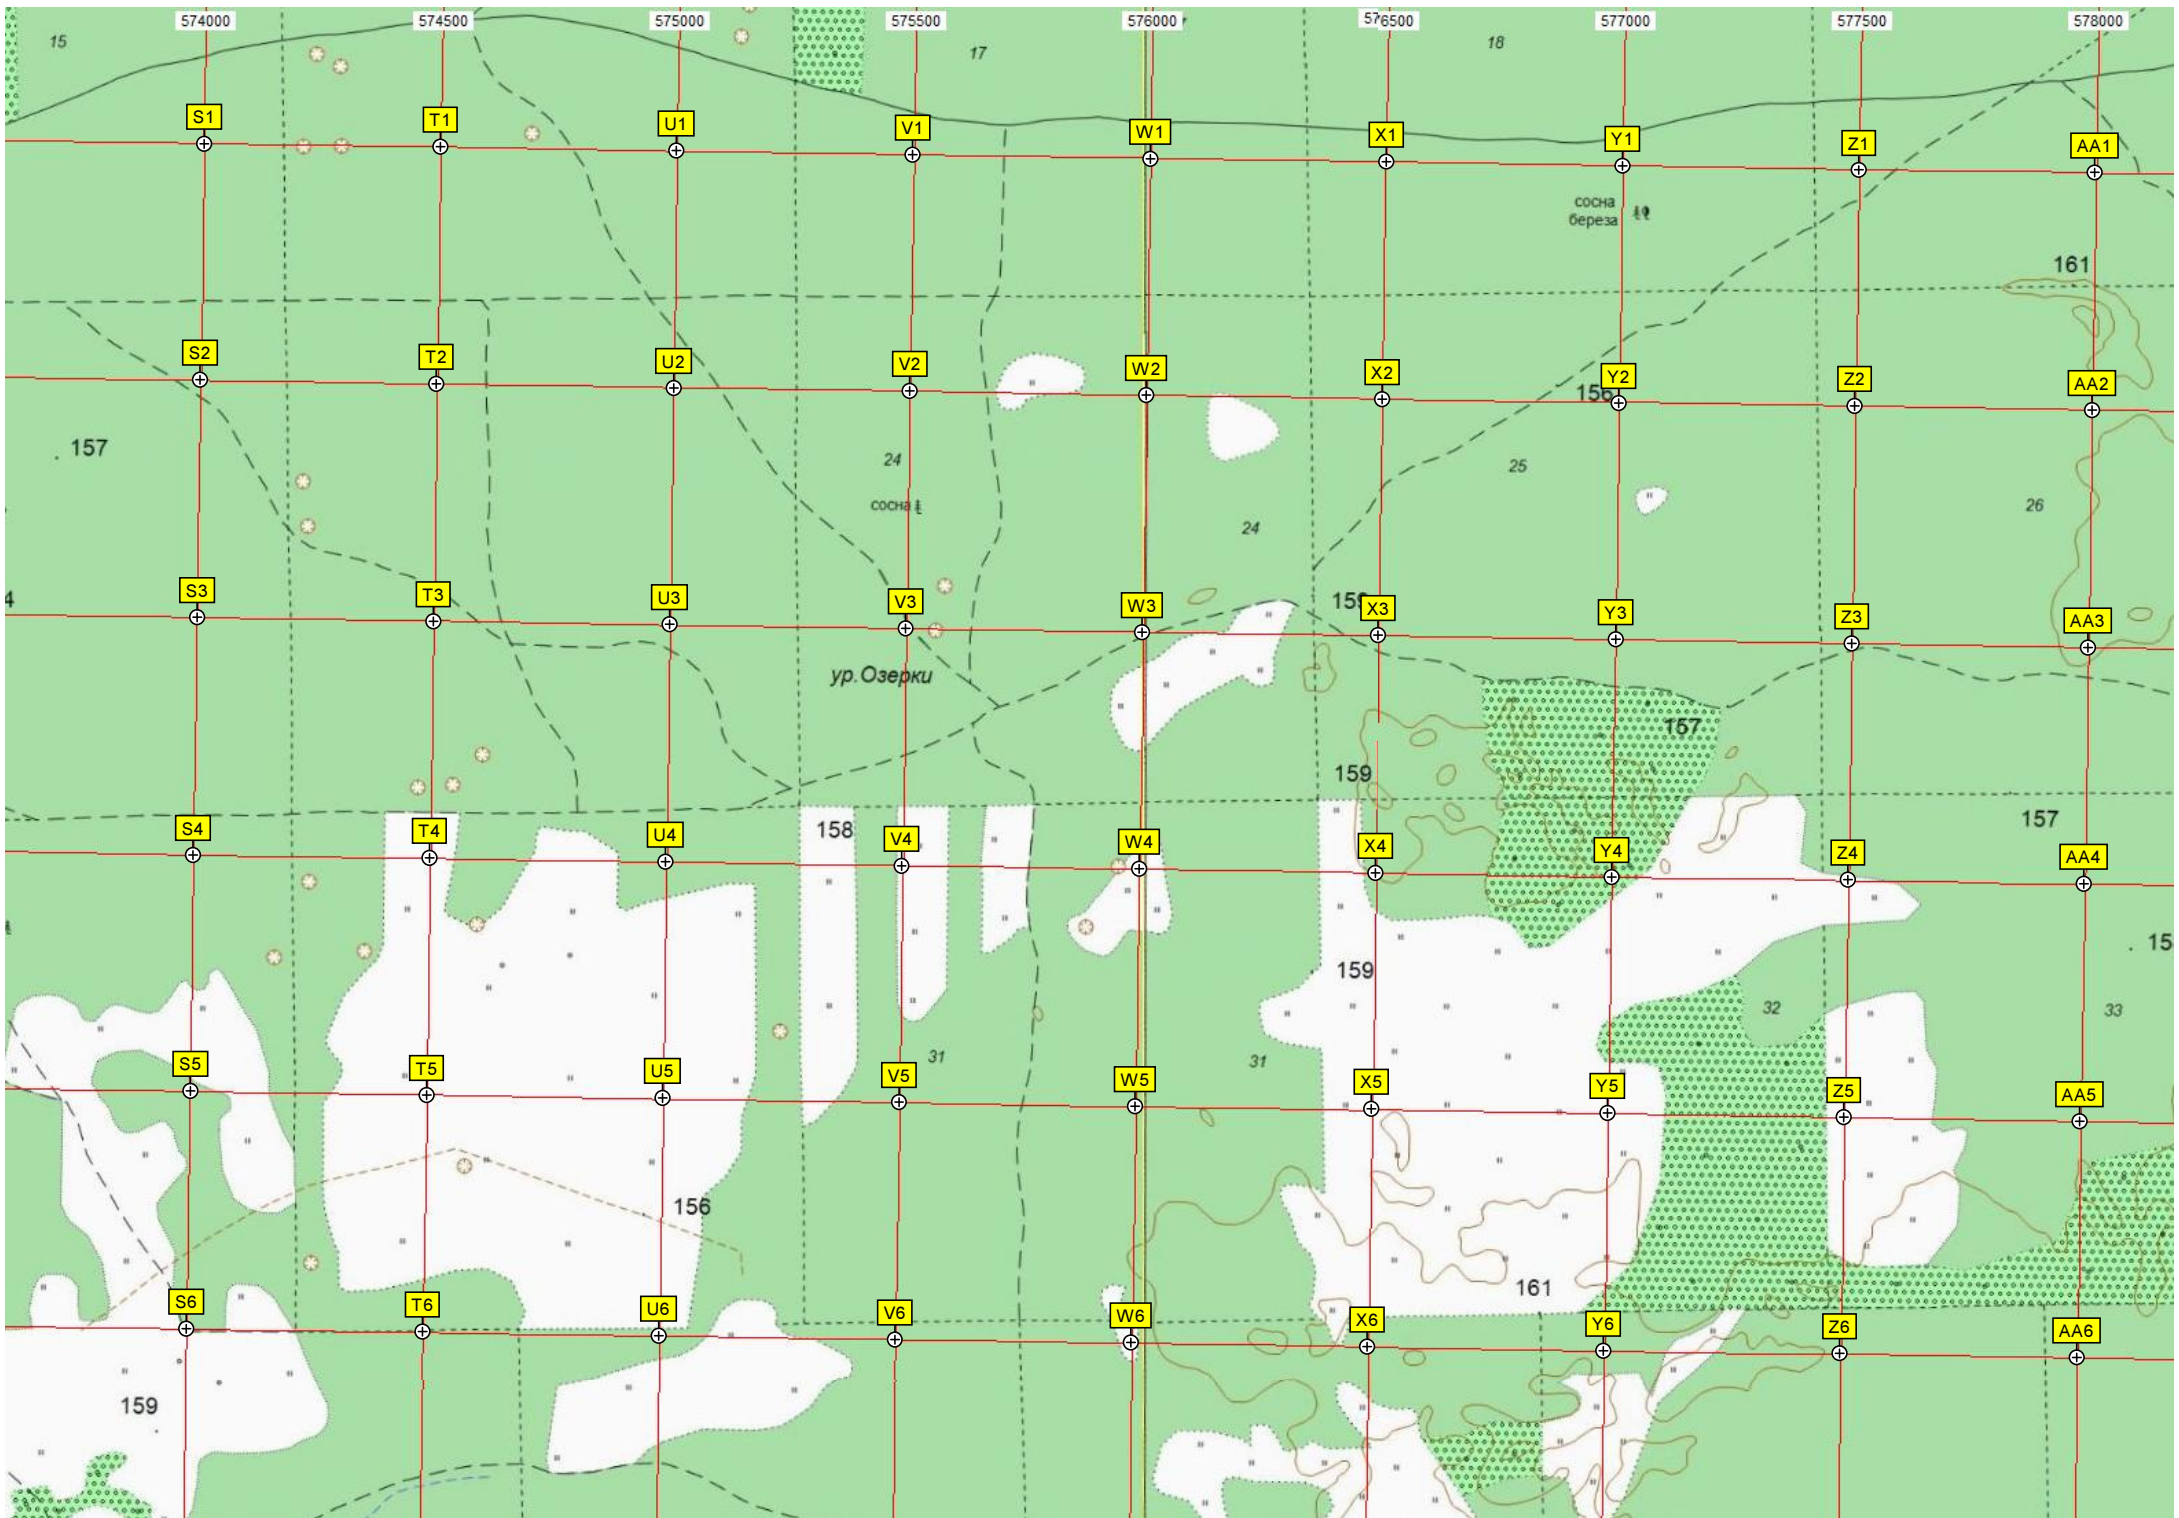 574000 574500 575000 575500 576000 576500 577000 577500 578000
15 17 18
S1 T1 U1 V1 W1 X1 Y1 Z1 AA1
сосна
береза
161
S2 T2 U2 V2 W2 X2 Y2 Z2 AA2
156
157 24 25
сосна 24 26
S3 T3 U3 V3 W3 X3 Y3 Z3 AA3
4
ур.Озерки
157
159
158 157
S4 T4 U4 V4 W4 X4 Y4 Z4 AA4
15
159
32 33
31 31
S5 T5 U5 V5 W5 X5 Y5 Z5 AA5
156
161
S6 T6 U6 V6 W6 X6 Y6 Z6 AA6
159